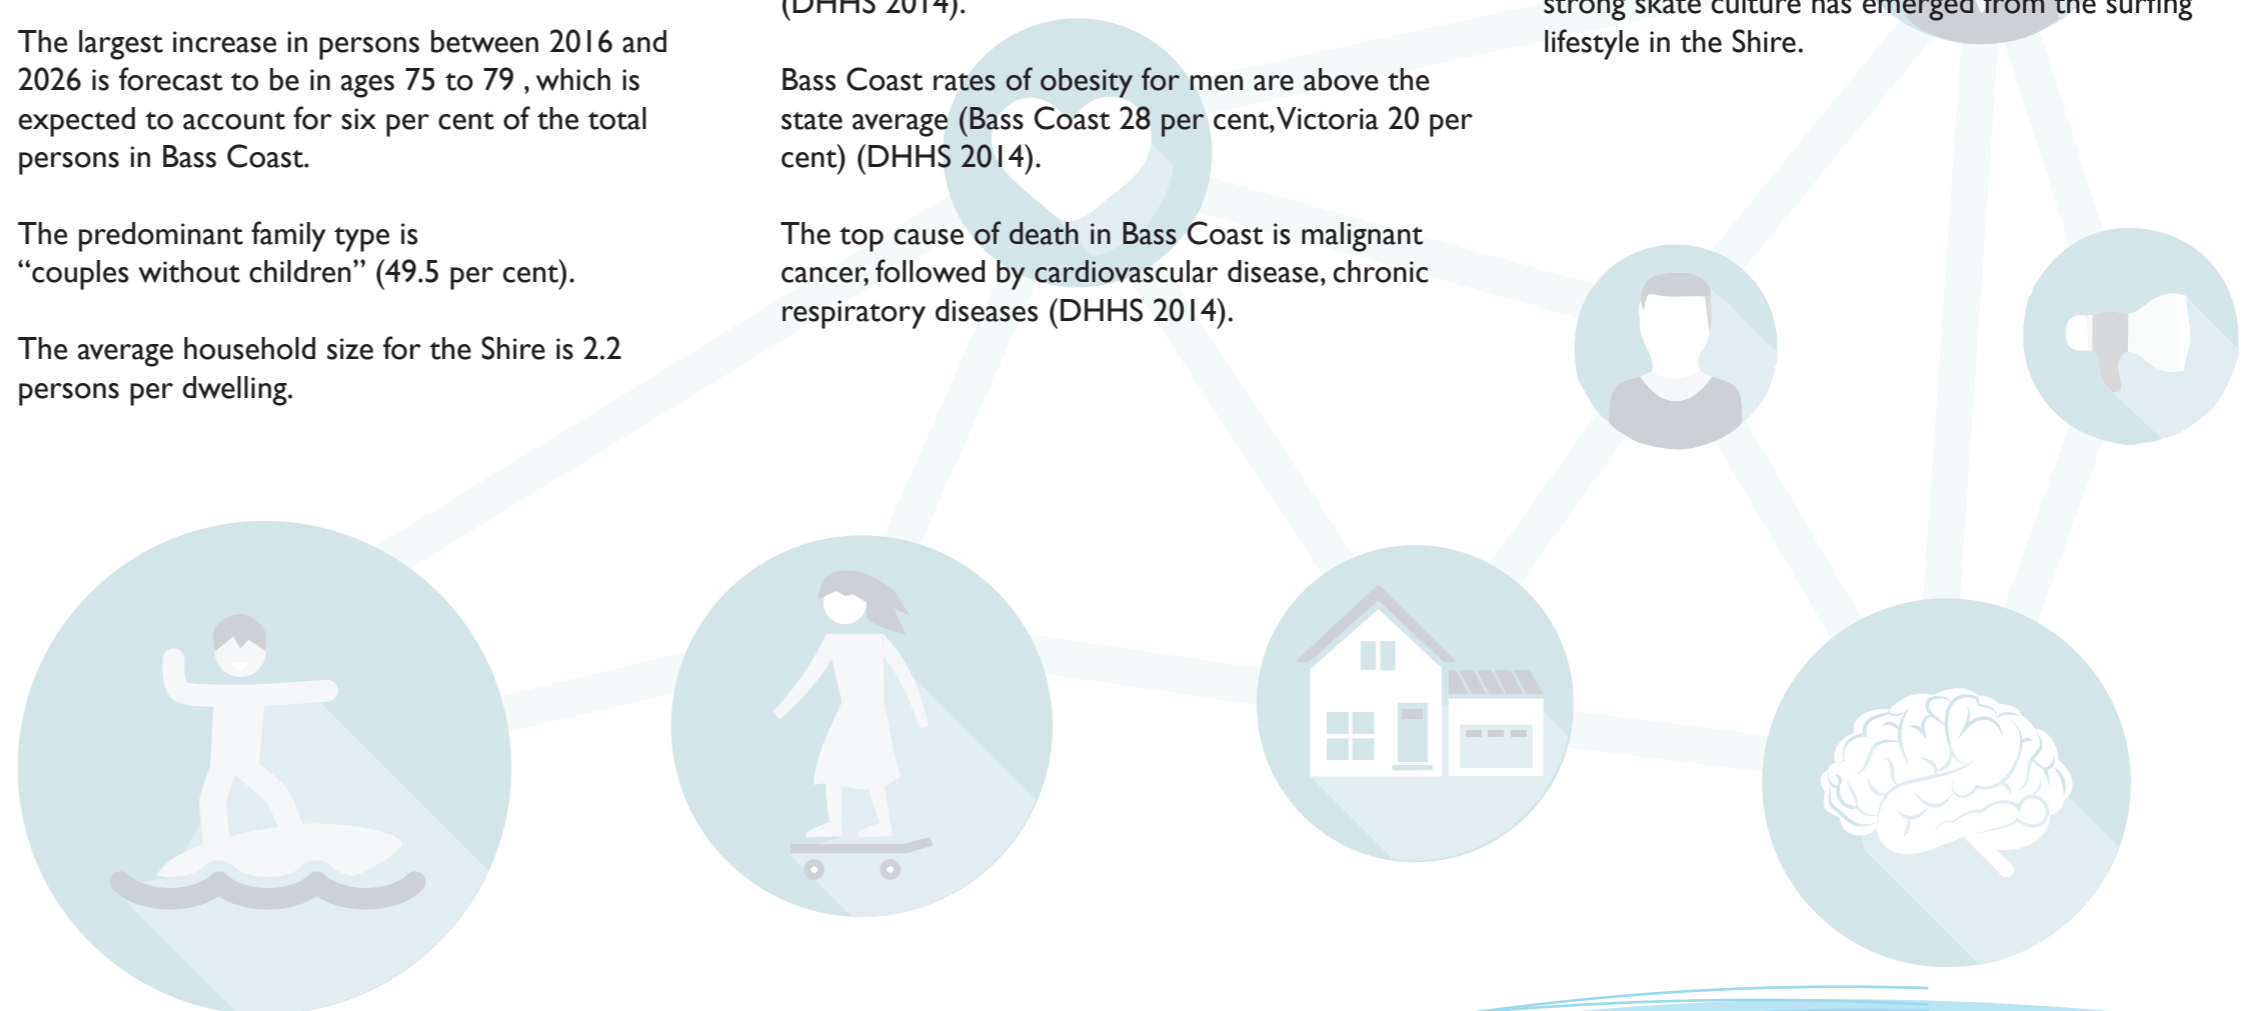 The largest increase in persons between 2016 and
2026 is forecast to be in ages 75 to 79 , which is
expected to account for six per cent of the total
persons in Bass Coast.
The predominant family type is
“couples without children” (49.5 per cent).
The average household size for the Shire is 2.2
persons per dwelling.
(DHHS 2014).
Bass Coast rates of obesity for men are above the
state average (Bass Coast 28 per cent, Victoria 20 per
cent) (DHHS 2014).
The top cause of death in Bass Coast is malignant
cancer, followed by cardiovascular disease, chronic
respiratory diseases (DHHS 2014).
strong skate culture has emerged from the surfing
lifestyle in the Shire.